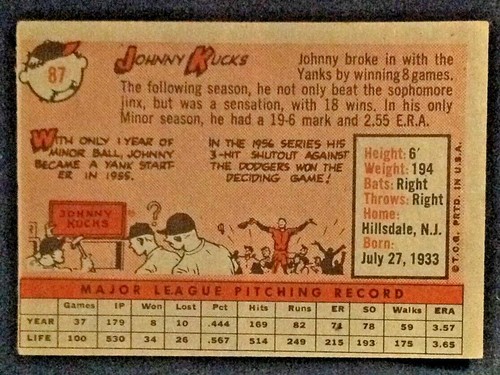 87
JOHNNY KUCKS
Johnny broke in with the
Yanks by winning 8 games.
The following season, he not only beat the sophomore
jinx, but was a sensation, with 18 wins. In his only
Minor season, he had a 19-6 mark and 2.55 E.R.A.
WITH ONLY 1 YEAR OF
MINOR BALL, JOHNNY
BECAME A YANK START-
ER IN 1955.
IN THE 1956 SERIES HIS
3-HIT SHUTOUT AGAINST
THE DODGERS WON THE
DECIDING GAME!
JOHNNY
KUCKS
?
Height: 6'
Weight: 194
Bats: Right
Throws: Right
Home:
Hillsdale, N.J.
Born:
July 27, 1933
© T.C.G. PRTD. IN U.S.A.
MAJOR LEAGUE PITCHING RECORD
Games IP Won Lost Pct Hits Runs ER SO Walks ERA
YEAR 37 179 8 10 .444 169 82 71 78 59 3.57
LIFE 100 530 34 26 .567 514 249 215 193 175 3.65